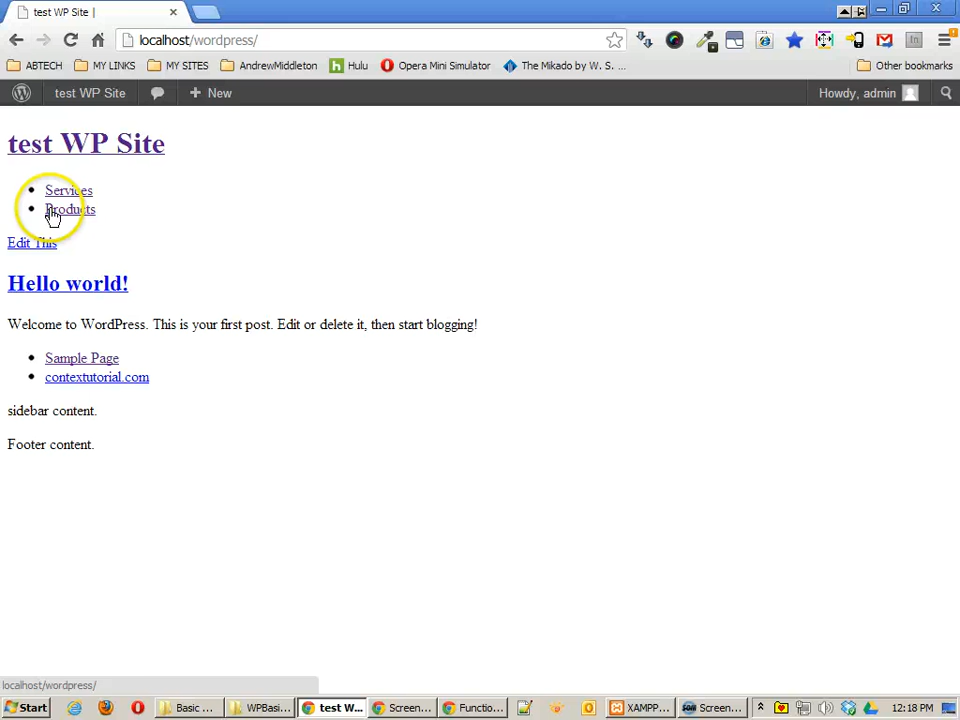 test WP Site |
localhost/wordpress/
ABTECH MY LINKS MY SITES AndrewMiddleton Hulu Opera Mini Simulator The Mikado by W. S. ... Other bookmarks
test WP Site + New Howdy, admin
test WP Site
Services
Products
Edit This
Hello world!
Welcome to WordPress. This is your first post. Edit or delete it, then start blogging!
Sample Page
contextutorial.com
sidebar content.
Footer content.
localhost/wordpress/
Start Basic ... WPBasi... test W... Screen... Functio... XAMPP... Screen... 12:18 PM